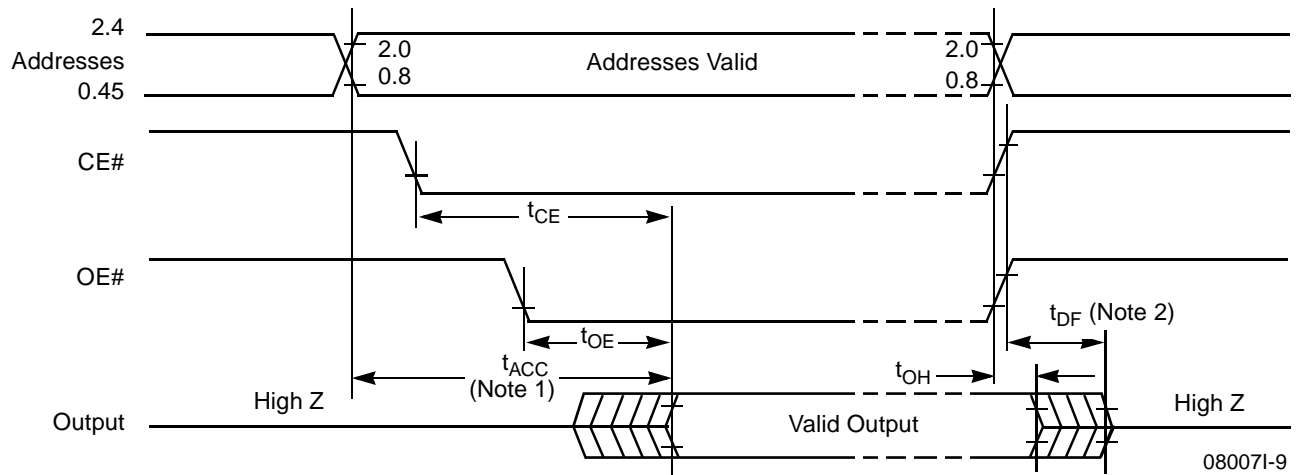 2.4
Addresses
0.45
2.0
0.8
Addresses Valid
2.0
0.8
CE#
tCE
OE#
tOE
tDF (Note 2)
tACC
(Note 1)
tOH
High Z
High Z
Output
Valid Output
08007I-9